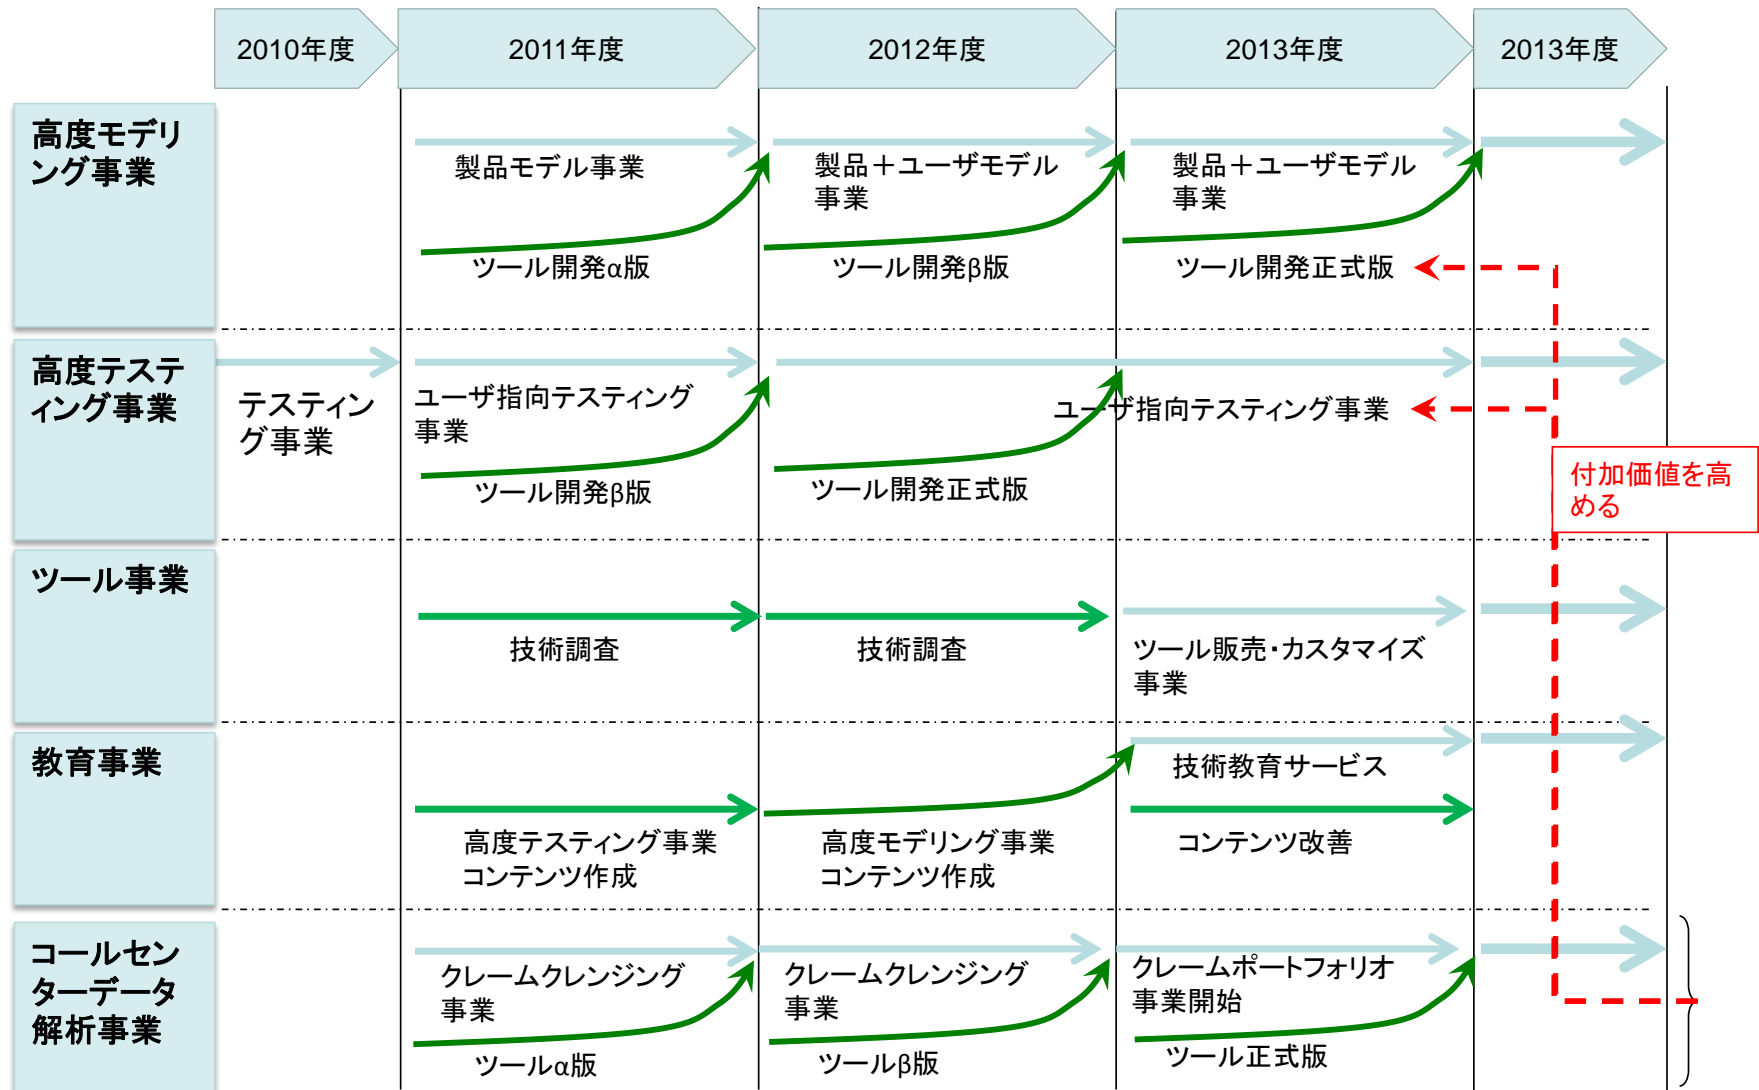 2010年度
2011年度
2012年度
2013年度
2013年度
高度モデリ
ング事業
製品モデル事業
製品＋ユーザモデル
事業
製品＋ユーザモデル
事業
ツール開発α版
ツール開発β版
ツール開発正式版
高度テステ
ィング事業
テスティン
グ事業
ユーザ指向テスティング
事業
ユーザ指向テスティング事業
ツール開発β版
ツール開発正式版
付加価値を高
める
ツール事業
技術調査
技術調査
ツール販売・カスタマイズ
事業
教育事業
技術教育サービス
高度テスティング事業
コンテンツ作成
高度モデリング事業
コンテンツ作成
コンテンツ改善
コールセン
ターデータ
解析事業
クレームクレンジング
事業
クレームクレンジング
事業
クレームポートフォリオ
事業開始
ツールα版
ツールβ版
ツール正式版